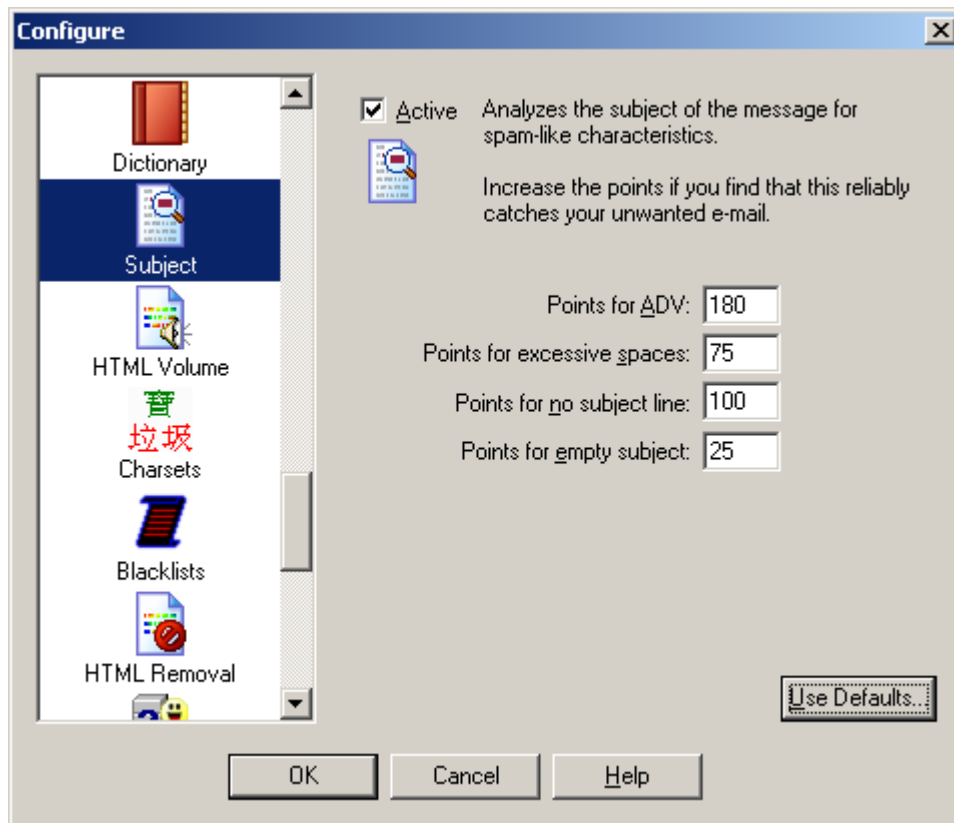 Configure
Dictionary
Subject
HTML Volume
寶
垃圾
Charsets
Blacklists
HTML Removal
Active
Analyzes the subject of the message for
spam-like characteristics.
Increase the points if you find that this reliably
catches your unwanted e-mail.
Points for ADV: 180
Points for excessive spaces: 75
Points for no subject line: 100
Points for empty subject: 25
Use Defaults...
OK
Cancel
Help